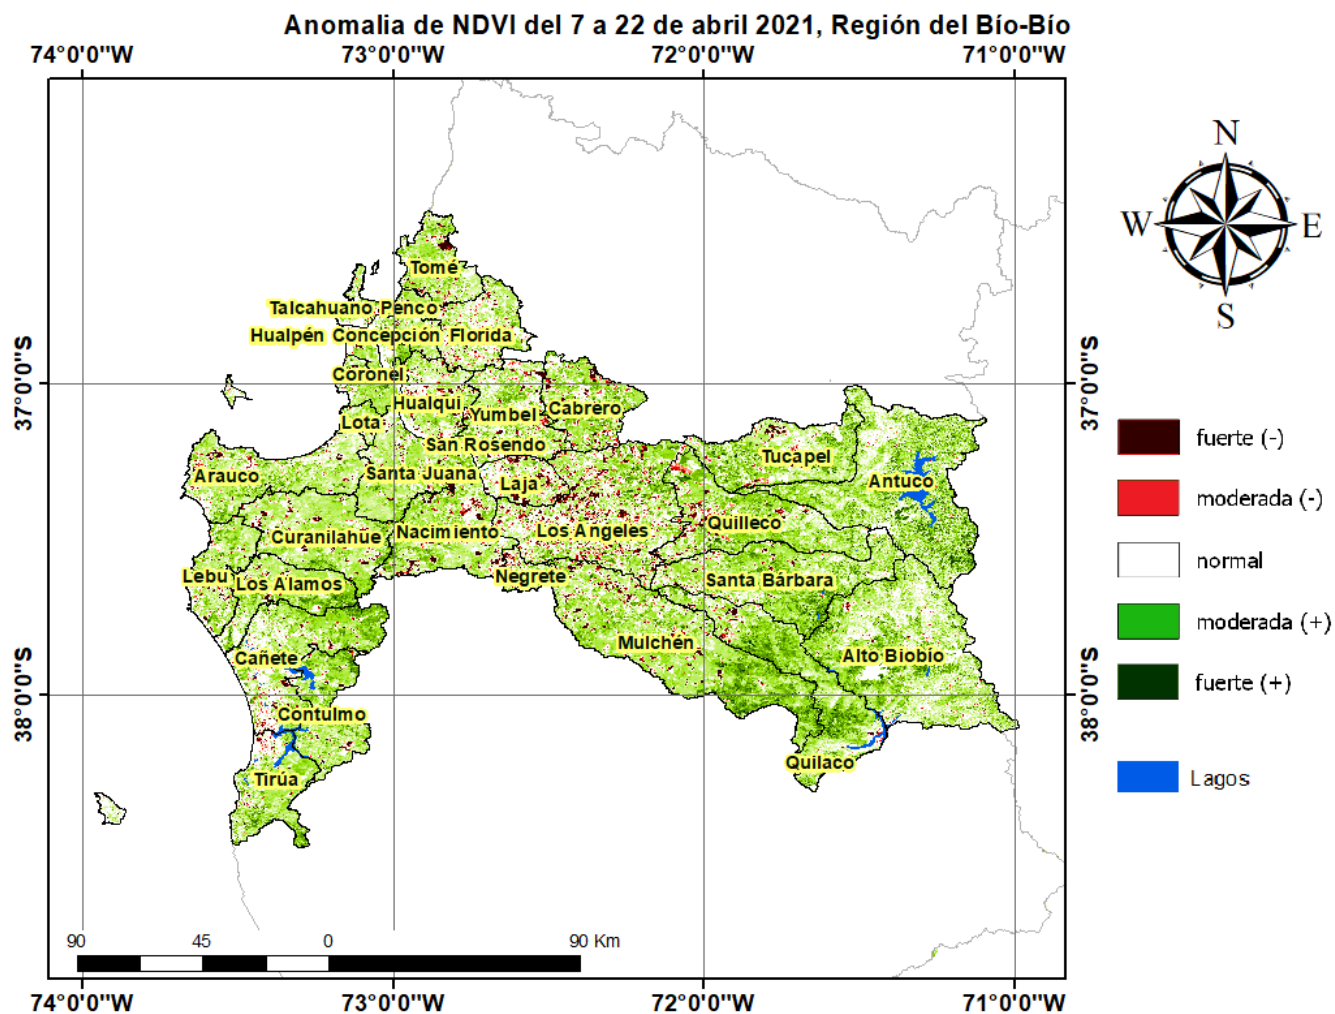 Anomalia de NDVI del 7 a 22 de abril 2021, Región del Bío-Bío
74°0'0"W 73°0'0"W 72°0'0"W 71°0'0"W
N
W E
S
Tomé
Talcahuano Penco
Hualpén Concepción Florida
37°0'0"S 37°0'0"S
Coronel
Hualqui Yumbel Cabrero
Lota
San Rosendo
Tucapel
Arauco Santa Juana Laja Antuco
Curanilahue Nacimiento Los Angeles Quilleco
Lebu Los Alamos Negrete Santa Bárbara
Mulchén
Cañete Alto Biobío
38°0'0"S 38°0'0"S
Contulmo
Tirúa Quilaco
fuerte (-)
moderada (-)
normal
moderada (+)
fuerte (+)
Lagos
90 45 0 90 Km
74°0'0"W 73°0'0"W 72°0'0"W 71°0'0"W